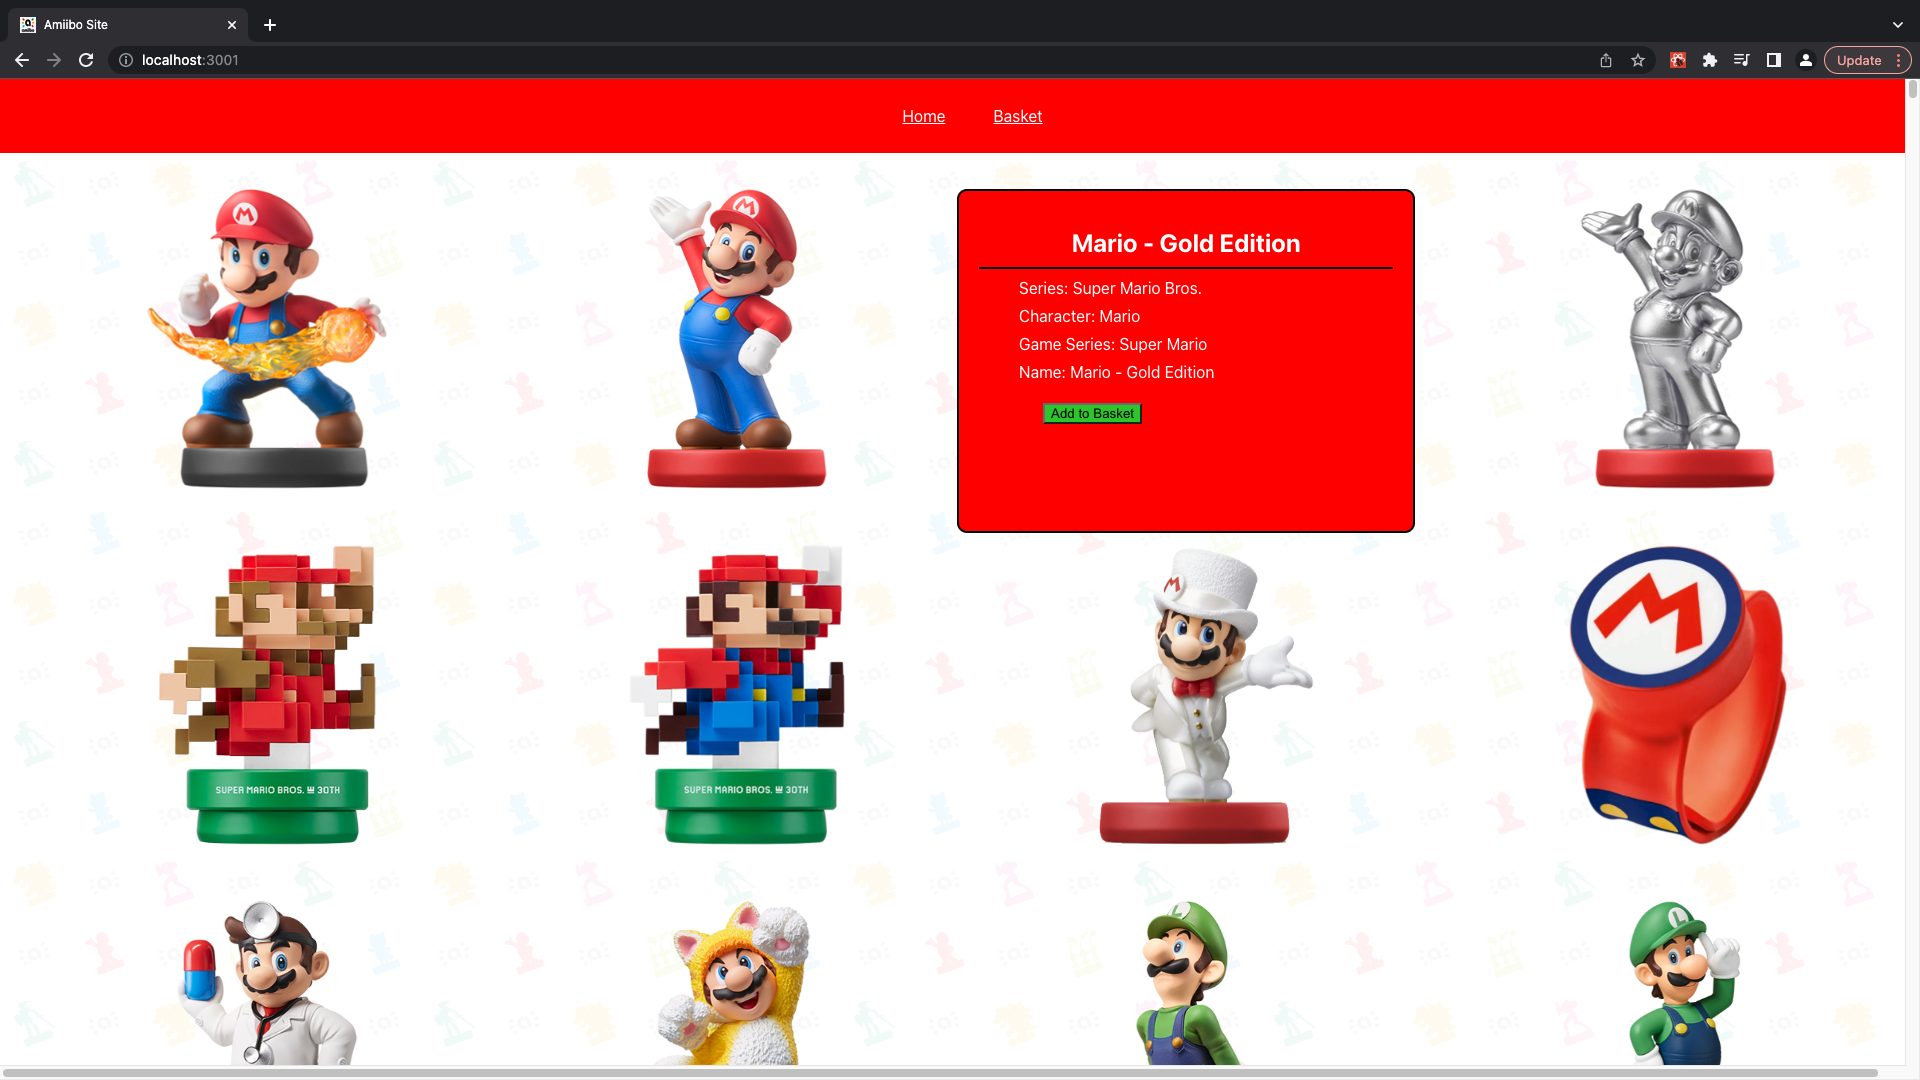 Amiibo Site
localhost:3001
Update
Home
Basket
M
M
Mario - Gold Edition
Series: Super Mario Bros.
Character: Mario
Game Series: Super Mario
Name: Mario - Gold Edition
Add to Basket
M
M
M
SUPER MARIO BROS. 30TH
SUPER MARIO BROS. 30TH
L
L